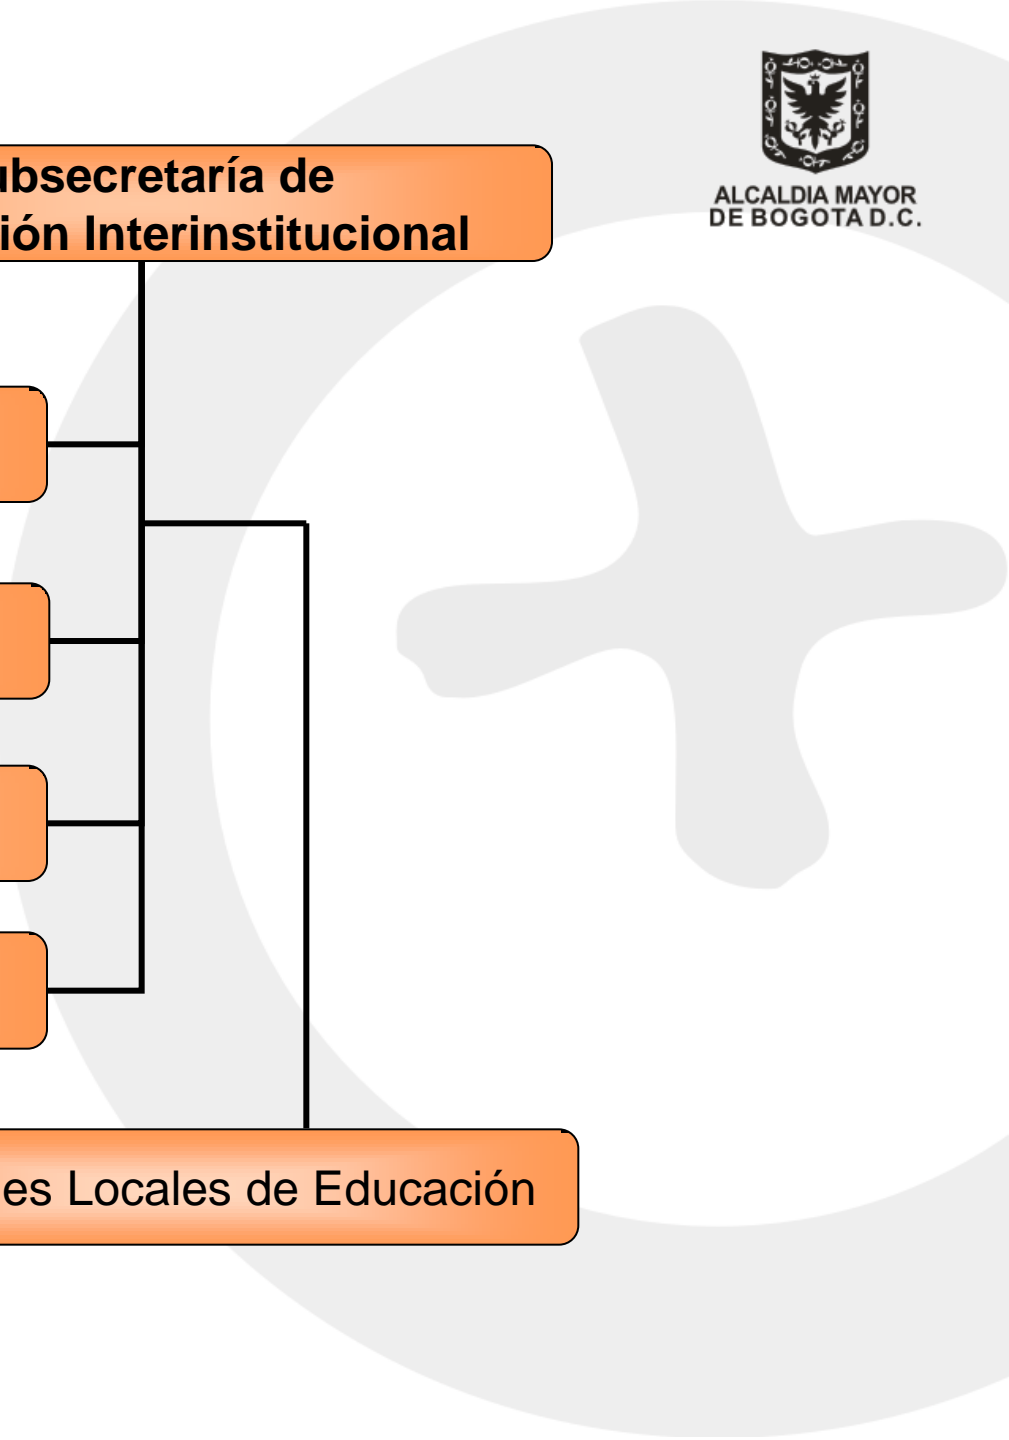 ALCALDIA MAYOR
DE BOGOTA D.C.
ubsecretaría de
ión Interinstitucional
es Locales de Educación